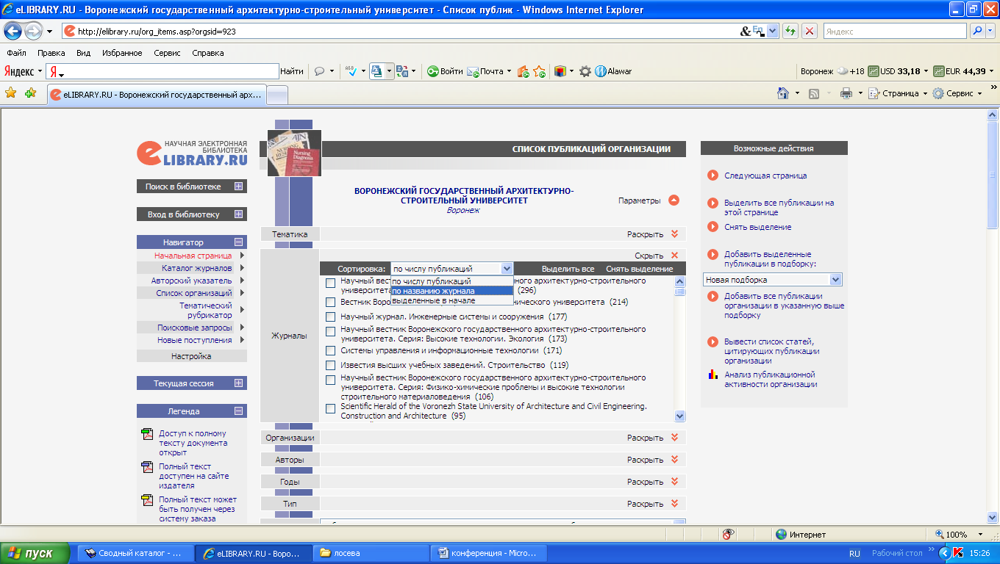 eLIBRARY.RU - Воронежский государственный архитектурно-строительный университет - Список публик - Windows Internet Explorer
http://elibrary.ru/org_items.asp?orgsid=923
Яндекс
Файл Правка Вид Избранное Сервис Справка
Яндекс Я Найти Войти Почта Alawar Воронеж +18 USD 33,18 EUR 44,39
eLIBRARY.RU - Воронежский государственный арх...
Страница Сервис
НАУЧНАЯ ЭЛЕКТРОННАЯ
БИБЛИОТЕКА
eLIBRARY.RU
Поиск в библиотеке
Вход в библиотеку
Навигатор
Начальная страница
Каталог журналов
Авторский указатель
Список организаций
Тематический
рубрикатор
Поисковые запросы
Новые поступления
Настройка
Текущая сессия
Легенда
Доступ к полному
тексту документа
открыт
Полный текст
доступен на сайте
издателя
Полный текст может
быть получен через
систему заказа
Nursing
Diagnosis
СПИСОК ПУБЛИКАЦИЙ ОРГАНИЗАЦИИ
ВОРОНЕЖСКИЙ ГОСУДАРСТВЕННЫЙ АРХИТЕКТУРНО-
СТРОИТЕЛЬНЫЙ УНИВЕРСИТЕТ
Воронеж
Параметры
Тематика Раскрыть
Скрыть
Журналы
Сортировка: по числу публикаций Выделить все Снять выделение
по числу публикаций
по названию журнала
выделенные в начале
Научный вест нного архитектурно-строительного
университета (296)
Вестник Воро нического университета (214)
Научный журнал. Инженерные системы и сооружения (177)
Научный вестник Воронежского государственного архитектурно-строительного
университета. Серия: Высокие технологии. Экология (173)
Системы управления и информационные технологии (171)
Известия высших учебных заведений. Строительство (119)
Научный вестник Воронежского государственного архитектурно-строительного
университета. Серия: Физико-химические проблемы и высокие технологии
строительного материаловедения (106)
Scientific Herald of the Voronezh State University of Architecture and Civil Engineering.
Construction and Architecture (95)
Организации Раскрыть
Авторы Раскрыть
Годы Раскрыть
Тип Раскрыть
Возможные действия
Следующая страница
Выделить все публикации на
этой странице
Снять выделение
Добавить выделенные
публикации в подборку:
Новая подборка
Добавить все публикации
организации в указанную выше
подборку
Вывести список статей,
цитирующих публикации
организации
Анализ публикационной
активности организации
Интернет 100%
пуск Сводный каталог - ... eLIBRARY.RU - Воро... лосева конференция - Micro... RU Рабочий стол 15:26